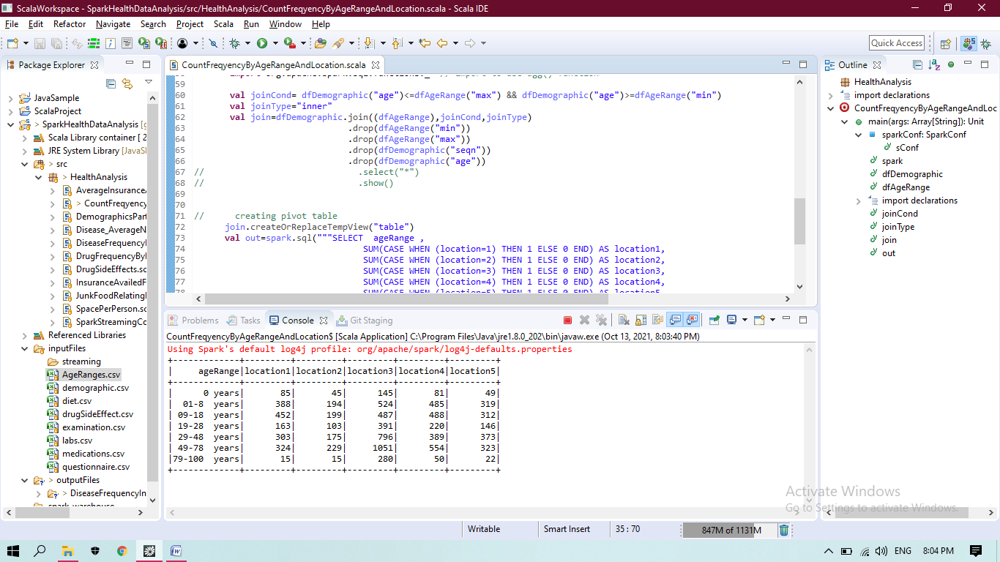 ScalaWorkspace - SparkHealthDataAnalysis/src/HealthAnalysis/CountFreqyencyByAgeRangeAndLocation.scala - Scala IDE
File Edit Refactor Navigate Search Project Scala Run Window Help
Quick Access
Package Explorer
JavaSample
ScalaProject
> SparkHealthDataAnalysis
Scala Library container [ 2
JRE System Library [JavaS
> src
> HealthAnalysis
AverageInsurance
> CountFreqyency
DemographicsPar
Disease_AverageN
DiseaseFrequency
DrugFrequencyBy
DrugSideEffects.sc
InsuranceAvailedF
JunkFoodRelating
SpacePerPerson.sc
SparkStreamingCo
Referenced Libraries
inputFiles
streaming
AgeRanges.csv
demographic.csv
diet.csv
drugSideEffect.csv
examination.csv
labs.csv
medications.csv
questionnaire.csv
> outputFiles
> DiseaseFrequencyIn
spark-warehouse
CountFreqyencyByAgeRangeAndLocation.scala
59
60 val joinCond= dfDemographic("age")<=dfAgeRange("max") && dfDemographic("age")>=dfAgeRange("min")
61 val joinType="inner"
62 val join=dfDemographic.join((dfAgeRange),joinCond,joinType)
63 .drop(dfAgeRange("min"))
64 .drop(dfAgeRange("max"))
65 .drop(dfDemographic("seqn"))
66 .drop(dfDemographic("age"))
67 // .select("*")
68 // .show()
69
70
71 // creating pivot table
72 join.createOrReplaceTempView("table")
73 val out=spark.sql("""SELECT ageRange ,
74 SUM(CASE WHEN (location=1) THEN 1 ELSE 0 END) AS location1,
75 SUM(CASE WHEN (location=2) THEN 1 ELSE 0 END) AS location2,
76 SUM(CASE WHEN (location=3) THEN 1 ELSE 0 END) AS location3,
77 SUM(CASE WHEN (location=4) THEN 1 ELSE 0 END) AS location4,
78 SUM(CASE WHEN (location=5) THEN 1 ELSE 0 END) AS location5
Problems Tasks Console Git Staging
CountFreqyencyByAgeRangeAndLocation$ [Scala Application] C:\Program Files\Java\jre1.8.0_202\bin\javaw.exe (Oct 13, 2021, 8:03:40 PM)
Using Spark's default log4j profile: org/apache/spark/log4j-defaults.properties
+-------------+---------+---------+---------+---------+---------+
| ageRange|location1|location2|location3|location4|location5|
+-------------+---------+---------+---------+---------+---------+
| 0 years| 85| 45| 145| 81| 49|
| 01-8 years| 388| 194| 524| 485| 319|
| 09-18 years| 452| 199| 487| 488| 312|
| 19-28 years| 163| 103| 391| 220| 146|
| 29-48 years| 303| 175| 796| 389| 373|
| 49-78 years| 324| 229| 1051| 554| 323|
|79-100 years| 15| 15| 280| 50| 22|
+-------------+---------+---------+---------+---------+---------+
Outline
HealthAnalysis
import declarations
CountFreqyencyByAgeRangeAndLoc
main(args: Array[String]): Unit
sparkConf: SparkConf
sConf
spark
dfDemographic
dfAgeRange
import declarations
joinCond
joinType
join
out
Activate Windows
Go to Settings to activate Windows.
Writable Smart Insert 35 : 70 847M of 1131M
ENG 8:04 PM